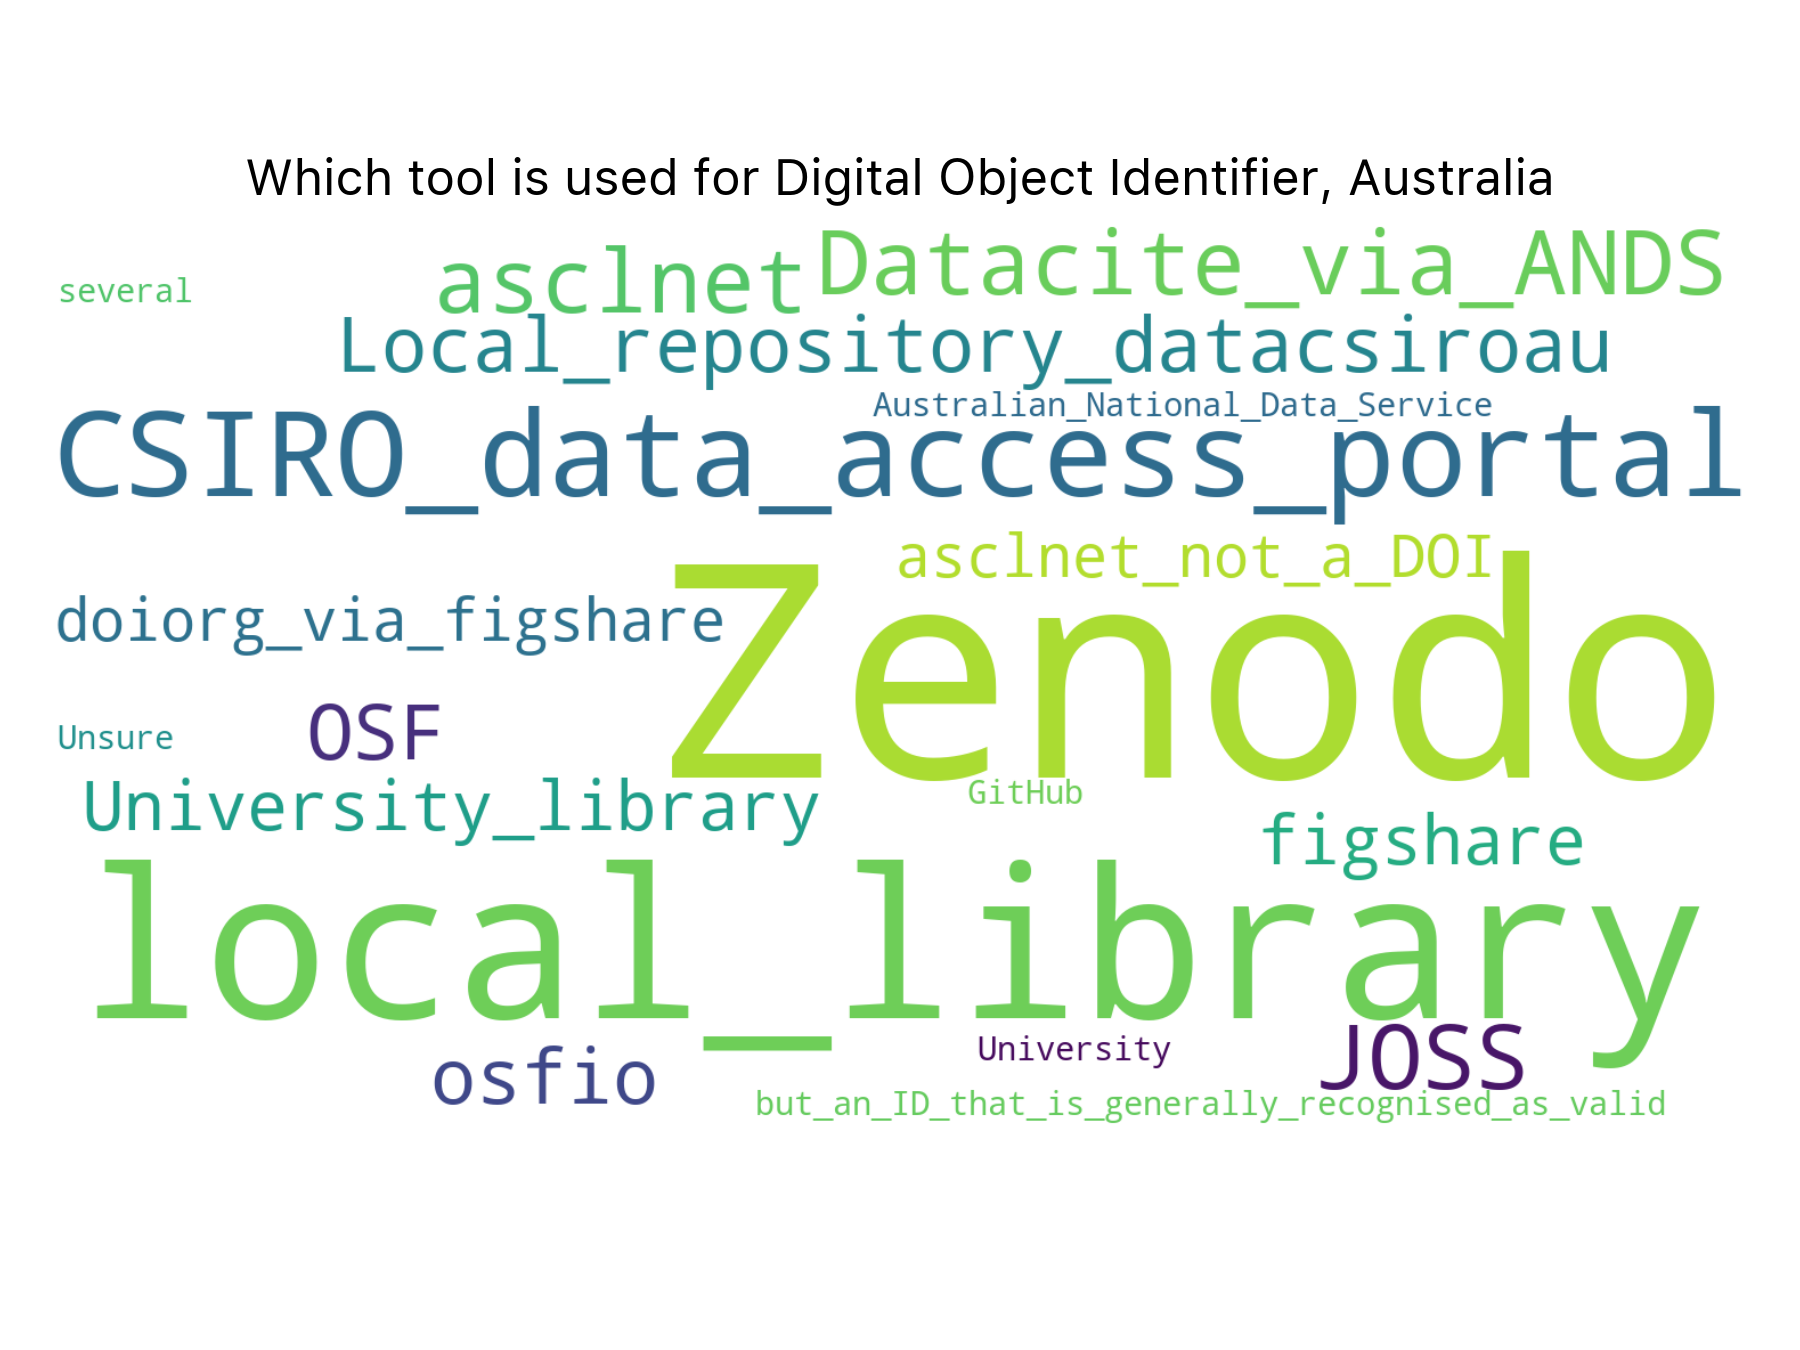 Which tool is used for Digital Object Identifier, Australia
several
asclnet
Datacite_via_ANDS
Local_repository_datacsiroau
Australian_National_Data_Service
CSIRO_data_access_portal
asclnet_not_a_DOI
doiorg_via_figshare
Zenodo
OSF
Unsure
University_library
GitHub
figshare
local_library
osfio
University
JOSS
but_an_ID_that_is_generally_recognised_as_valid